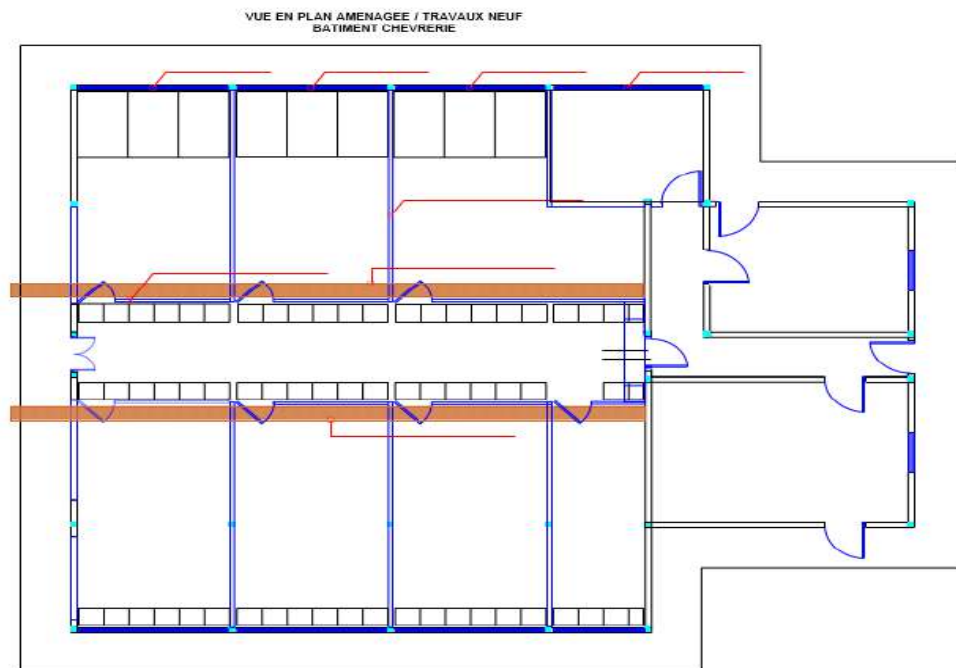 VUE EN PLAN AMENAGEE / TRAVAUX NEUF
BATIMENT CHEVRERIE